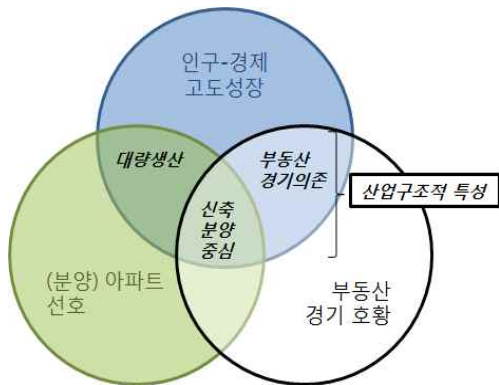 인구-경제
고도성장
대량생산
부동산
경기의존
산업구조적 특성
신축
분양
중심
(분양) 아파트
선호
부동산
경기 호황